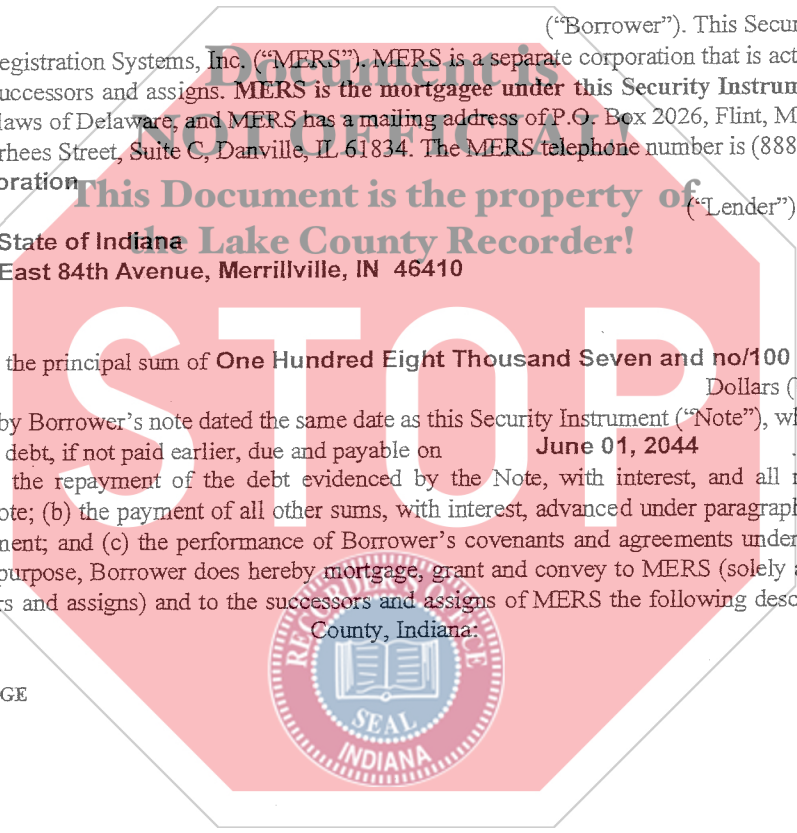 ("Borrower"). This Secur
egistration Systems, Inc. ("MERS"). MERS is a separate corporation that is act
uccessors and assigns. MERS is the mortgagee under this Security Instrum
laws of Delaware, and MERS has a mailing address of P.O. Box 2026, Flint, M
rhees Street, Suite C, Danville, IL 61834. The MERS telephone number is (888
oration
("Lender")
State of Indiana
East 84th Avenue, Merrillville, IN 46410
the principal sum of One Hundred Eight Thousand Seven and no/100
Dollars (
by Borrower's note dated the same date as this Security Instrument ("Note"), wh
debt, if not paid earlier, due and payable on June 01, 2044 .
the repayment of the debt evidenced by the Note, with interest, and all r
ote; (b) the payment of all other sums, with interest, advanced under paragraph
nent; and (c) the performance of Borrower's covenants and agreements under
purpose, Borrower does hereby mortgage, grant and convey to MERS (solely a
rs and assigns) and to the successors and assigns of MERS the following desc
County, Indiana:
GE
Document is
NOT OFFICIAL!
This Document is the property of
the Lake County Recorder!
STOP
RECORDER'S OFFICE
SEAL
INDIANA